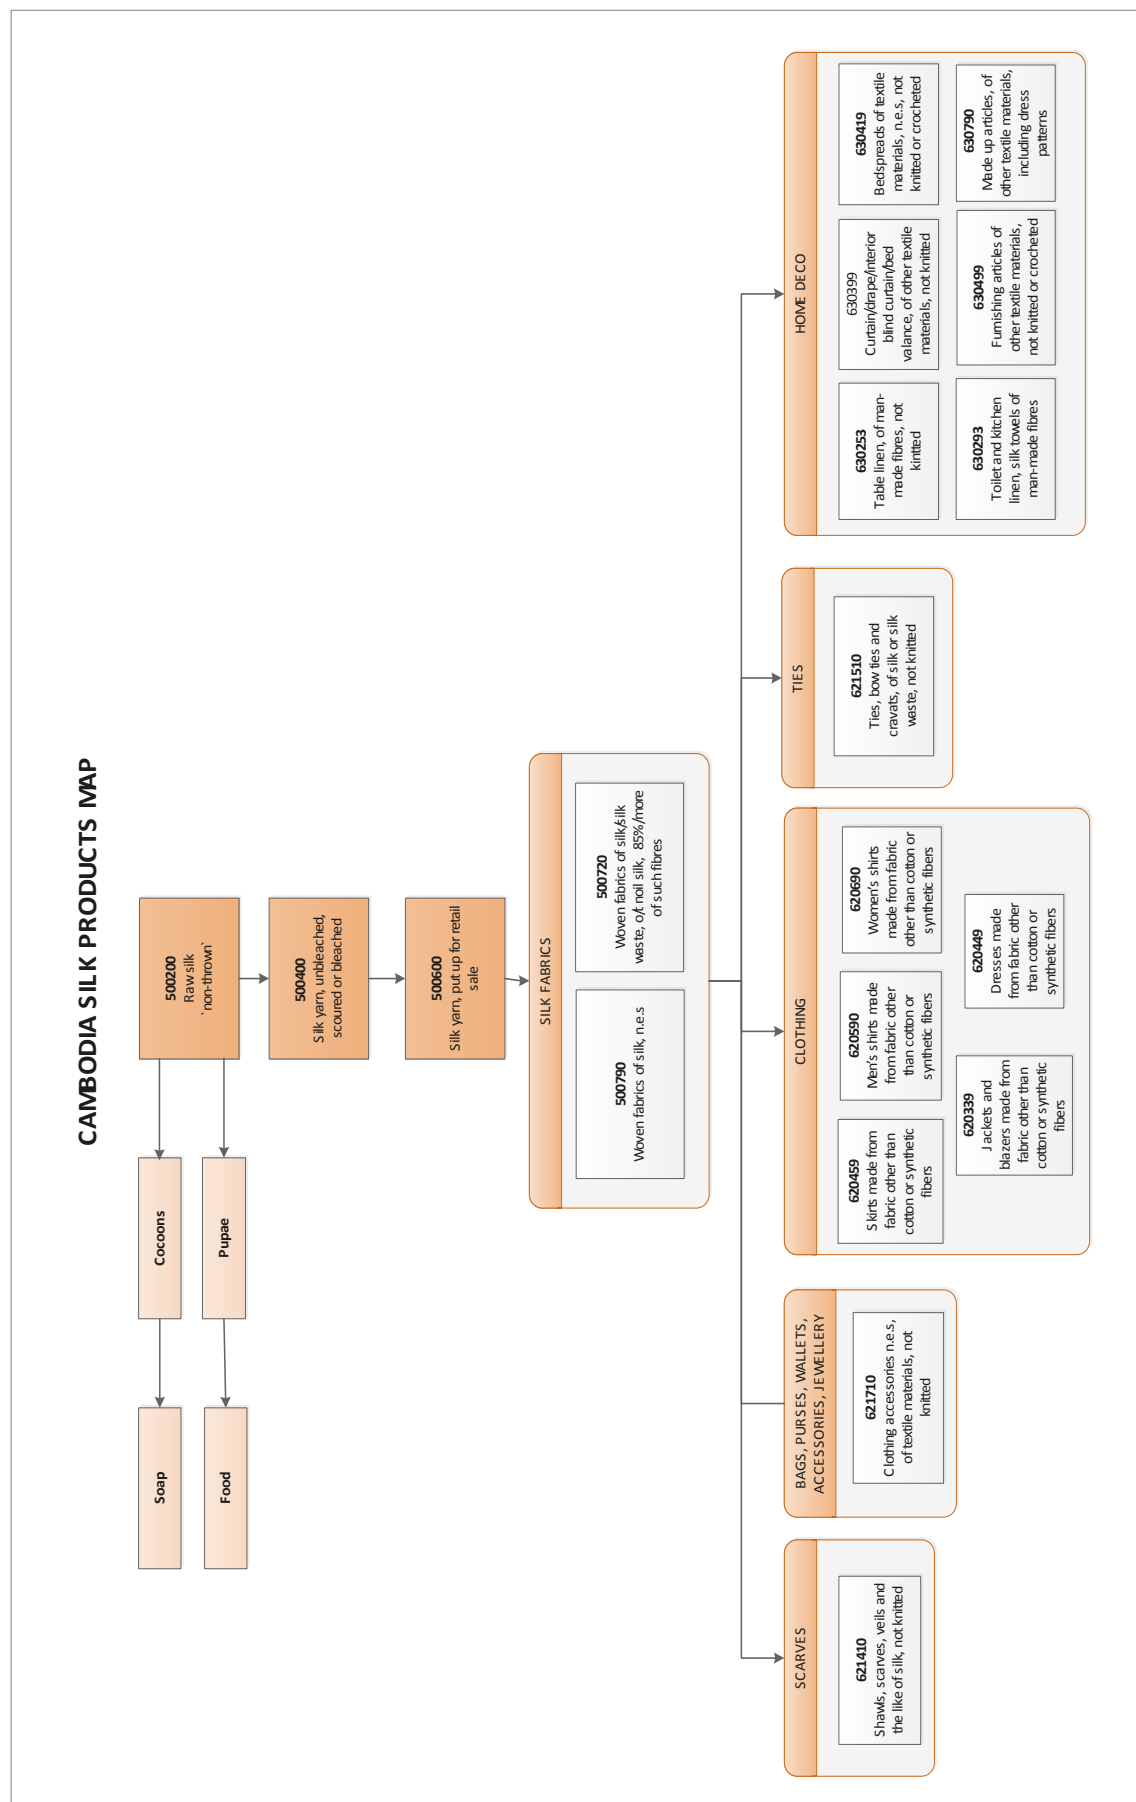 CAMBODIA SILK PRODUCTS MAP
Soap
Cocoons
Food
Pupae
500200
Raw silk
`non-thrown`
500400
Silk yarn, unbleached,
scoured or bleached
500600
Silk yarn, put up for retail
sale
SILK FABRICS
500790
Woven fabrics of silk, n.e.s
500720
Woven fabrics of silk/silk
waste, o/t noil silk, 85%/more
of such fibres
SCARVES
621410
Shawls, scarves, veils and
the like of silk, not knitted
BAGS, PURSES, WALLETS,
ACCESSORIES, JEWELLERY
621710
Clothing accessories n.e.s,
of textile materials, not
knitted
CLOTHING
620459
Skirts made from
fabric other than
cotton or synthetic
fibers
620590
Men's shirts made
from fabric other
than cotton or
synthetic fibers
620690
Women's shirts
made from fabric
other than cotton or
synthetic fibers
620339
Jackets and
blazers made from
fabric other than
cotton or synthetic
fibers
620449
Dresses made
from fabric other
than cotton or
synthetic fibers
TIES
621510
Ties, bow ties and
cravats, of silk or silk
waste, not knitted
HOME DECO
630253
Table linen, of man-
made fibres, not
kintted
630399
Curtain/drape/interior
blind curtain/bed
valance, of other textile
materials, not knitted
630419
Bedspreads of textile
materials, n.e.s, not
knitted or crocheted
630293
Toilet and kitchen
linen, silk towels of
man-made fibres
630499
Furnishing articles of
other textile materials,
not knitted or crocheted
630790
Made up articles, of
other textile materials,
including dress
patterns